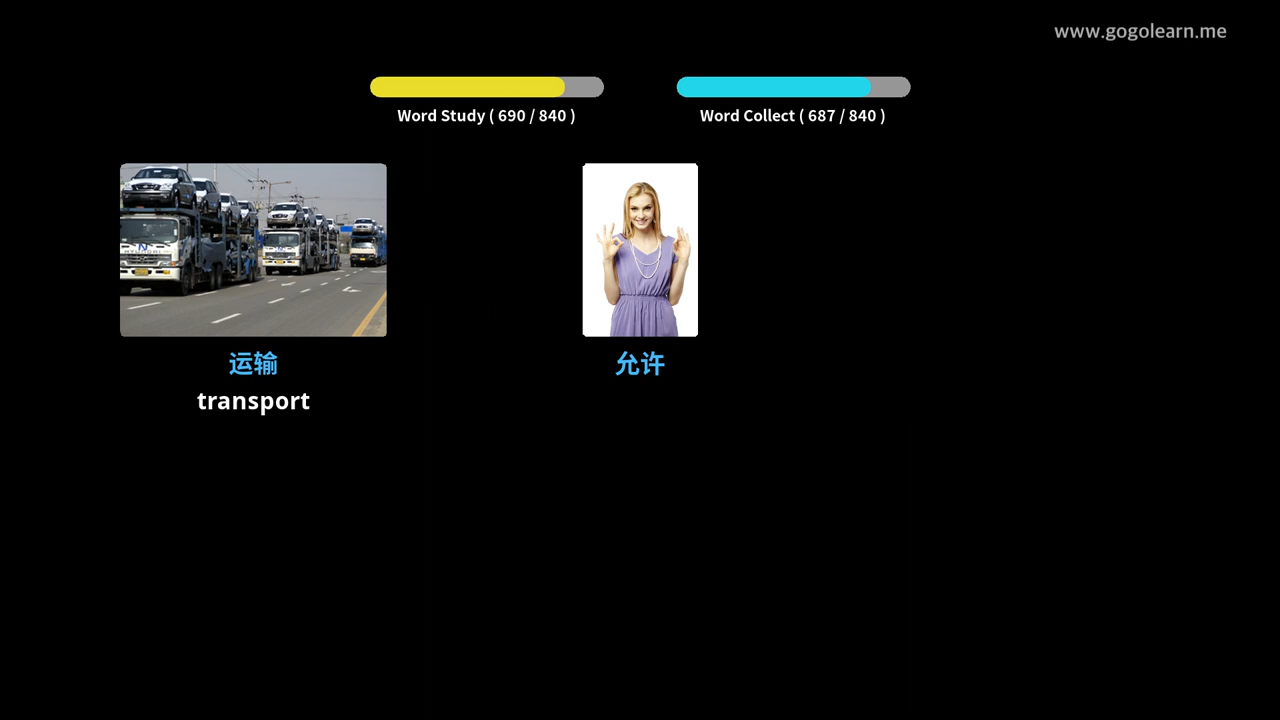 www.gogolearn.me
Word Study ( 690 / 840 )
Word Collect ( 687 / 840 )
运输
允许
transport